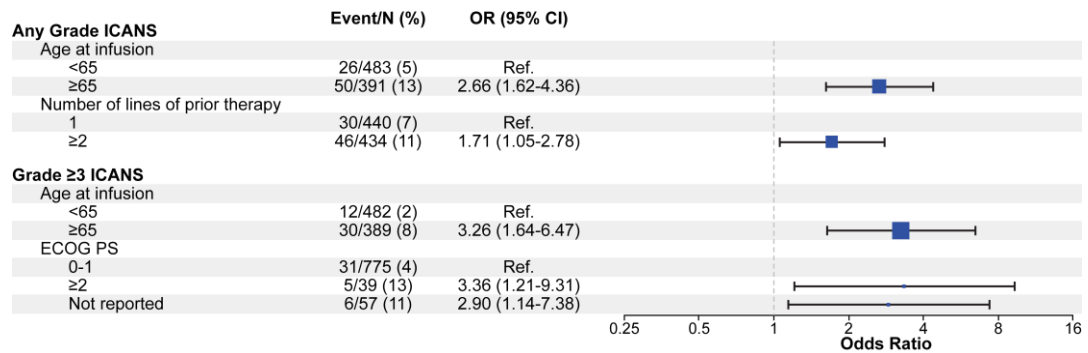 Event/N (%) OR (95% CI)
Any Grade ICANS
Age at infusion
<65 26/483 (5) Ref.
≥65 50/391 (13) 2.66 (1.62-4.36)
Number of lines of prior therapy
1 30/440 (7) Ref.
≥2 46/434 (11) 1.71 (1.05-2.78)
Grade ≥3 ICANS
Age at infusion
<65 12/482 (2) Ref.
≥65 30/389 (8) 3.26 (1.64-6.47)
ECOG PS
0-1 31/775 (4) Ref.
≥2 5/39 (13) 3.36 (1.21-9.31)
Not reported 6/57 (11) 2.90 (1.14-7.38)
0.25 0.5 1 2 4 8 16
Odds Ratio